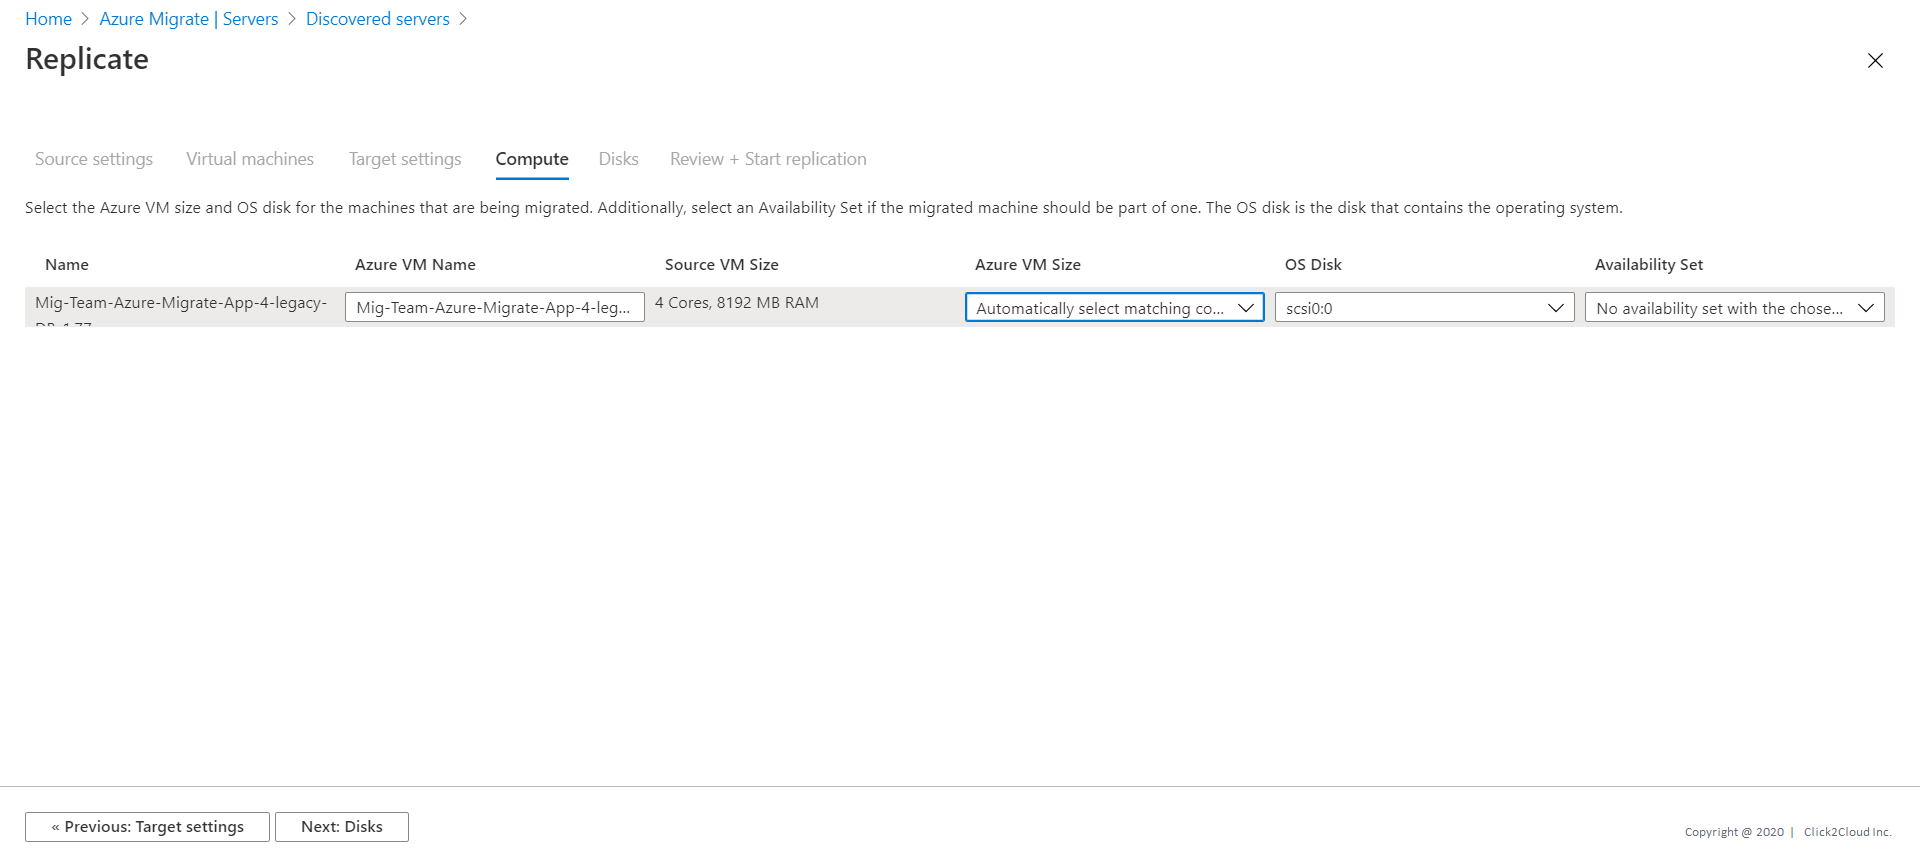 Home > Azure Migrate | Servers > Discovered servers >
Replicate
Source settings Virtual machines Target settings Compute Disks Review + Start replication
Select the Azure VM size and OS disk for the machines that are being migrated. Additionally, select an Availability Set if the migrated machine should be part of one. The OS disk is the disk that contains the operating system.
Name Azure VM Name Source VM Size Azure VM Size OS Disk Availability Set
Mig-Team-Azure-Migrate-App-4-legacy- Mig-Team-Azure-Migrate-App-4-leg... 4 Cores, 8192 MB RAM Automatically select matching co... scsi0:0 No availability set with the chose...
« Previous: Target settings Next: Disks
Copyright @ 2020 | Click2Cloud Inc.